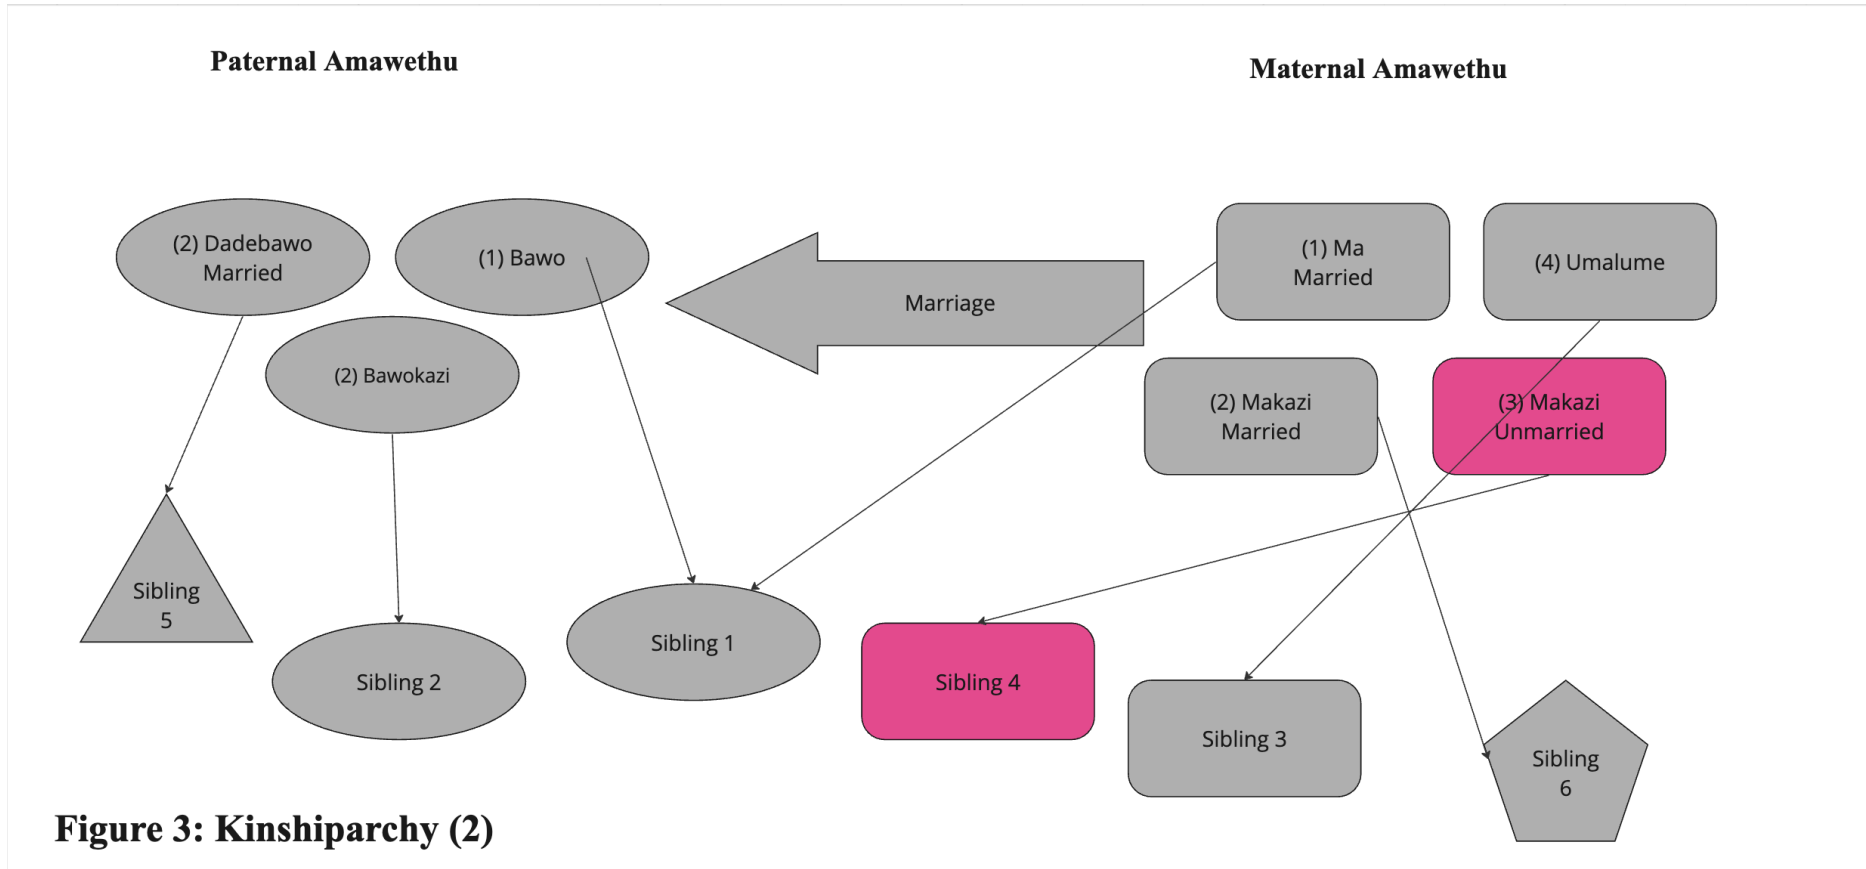 Paternal Amawethu
Maternal Amawethu
(2) Dadebawo
Married
(1) Bawo
(2) Bawokazi
Marriage
(1) Ma
Married
(4) Umalume
(2) Makazi
Married
(3) Makazi
Unmarried
Sibling
5
Sibling 2
Sibling 1
Sibling 4
Sibling 3
Sibling
6
Figure 3: Kinshiparchy (2)